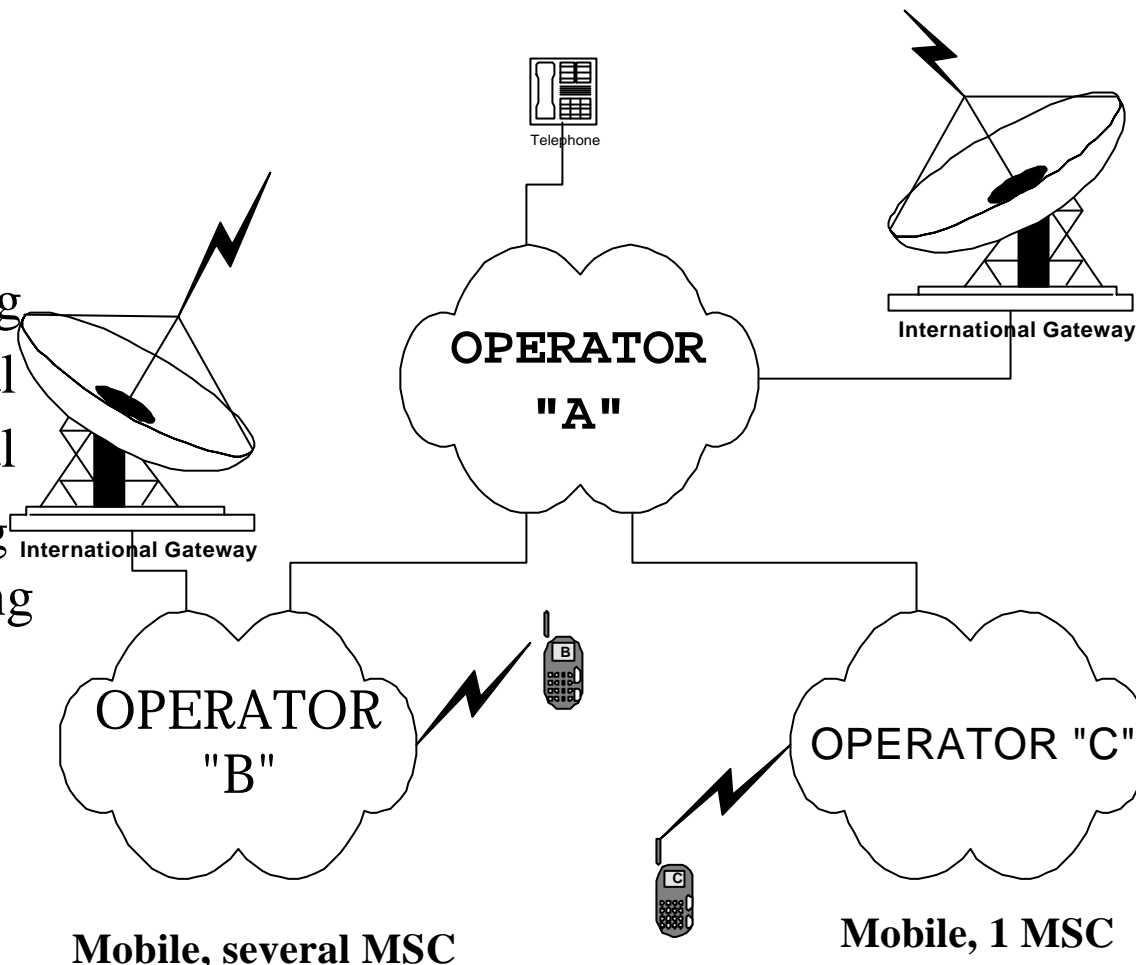 Telephone
International Gateway
OPERATOR
"A"
International Gateway
B
OPERATOR
"B"
OPERATOR "C"
C
Mobile, several MSC
Mobile, 1 MSC